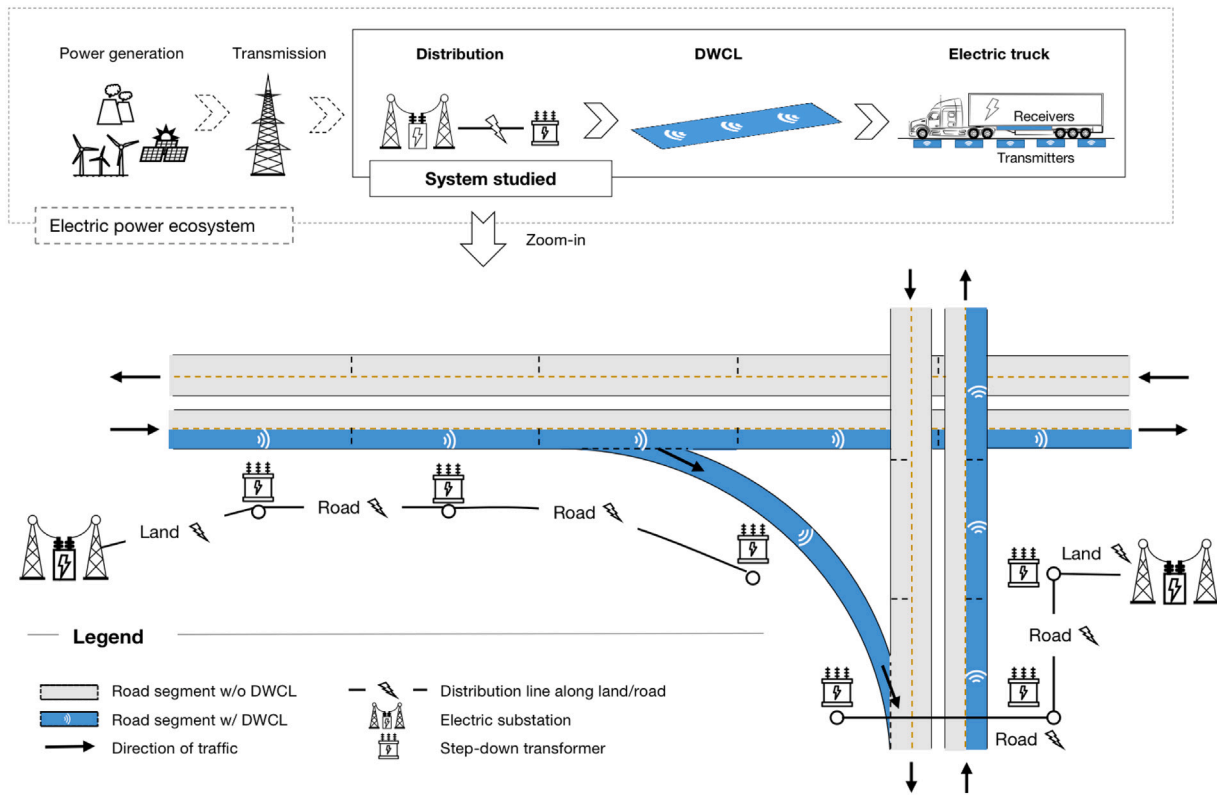 Power generation
Transmission
Distribution
DWCL
Electric truck
Receivers
Transmitters
System studied
Electric power ecosystem
Zoom-in
Land
Road
Road
Land
Road
Road
Legend
Road segment w/o DWCL
Road segment w/ DWCL
Direction of traffic
Distribution line along land/road
Electric substation
Step-down transformer